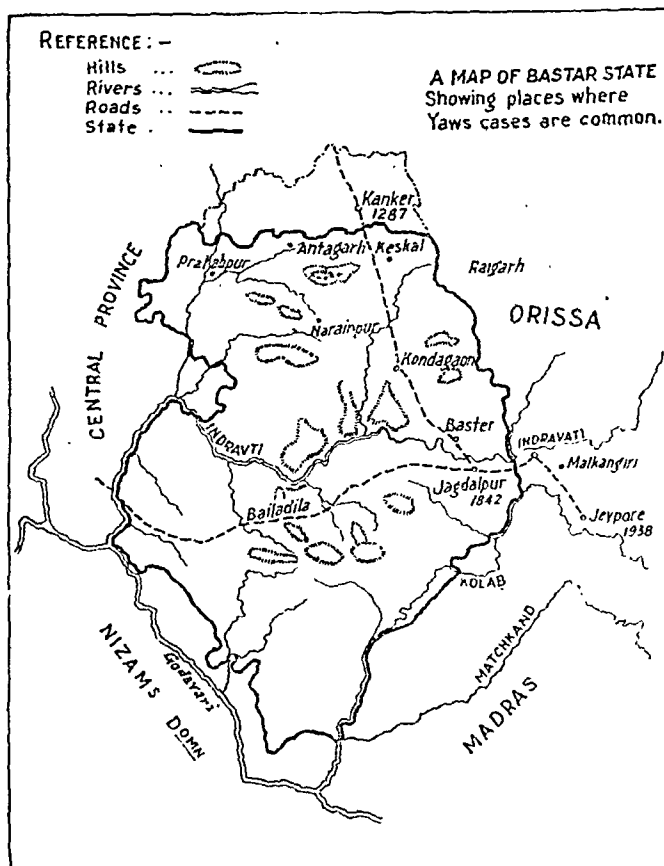 REFERENCE: -
Hills ...
Rivers ...
Roads ..
State .
A MAP OF BASTAR STATE
Showing places where
Yaws cases are common.
Kanker
1287
Antagarh
Keskal
Raigarh
CENTRAL PROVINCE
ORISSA
Narainpur
Kondagaon
Baster
INDRAVTI
INDRAVATI
Malkangiri
Jagdalpur
1842
Bailadila
Jeypore
1938
KOLAB
MATCHKAND
NIZAMS DOMN
Godavari
MADRAS